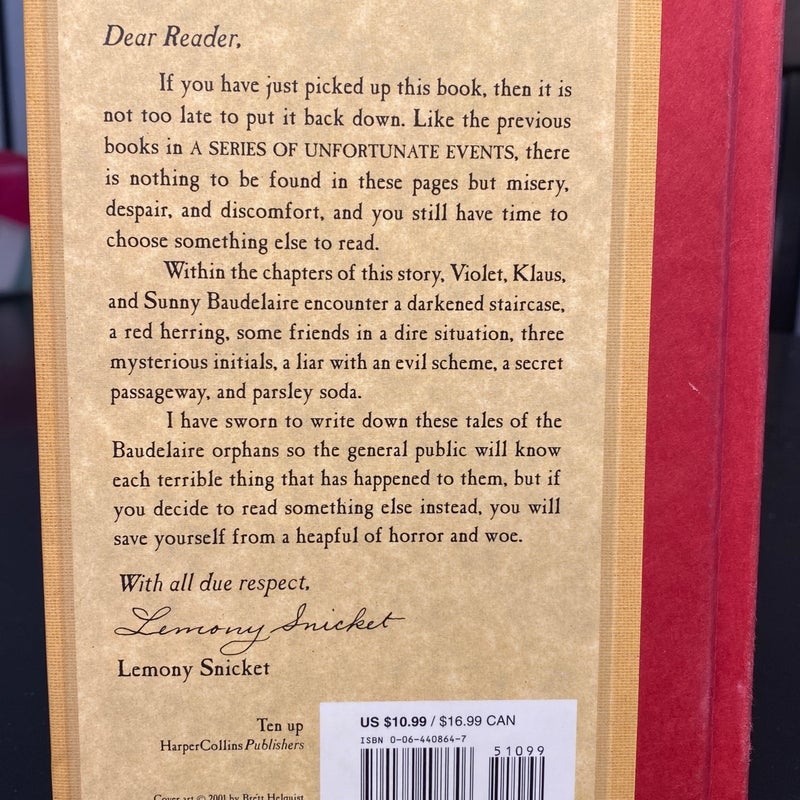 Dear Reader,
If you have just picked up this book, then it is
not too late to put it back down. Like the previous
books in A SERIES OF UNFORTUNATE EVENTS, there
is nothing to be found in these pages but misery,
despair, and discomfort, and you still have time to
choose something else to read.
Within the chapters of this story, Violet, Klaus,
and Sunny Baudelaire encounter a darkened staircase,
a red herring, some friends in a dire situation, three
mysterious initials, a liar with an evil scheme, a secret
passageway, and parsley soda.
I have sworn to write down these tales of the
Baudelaire orphans so the general public will know
each terrible thing that has happened to them, but if
you decide to read something else instead, you will
save yourself from a heapful of horror and woe.
With all due respect,
Lemony Snicket
Lemony Snicket
Ten up
HarperCollinsPublishers
US $10.99 / $16.99 CAN
ISBN 0-06-440864-7
51099
Cover art © 2001 by Brett Helquist